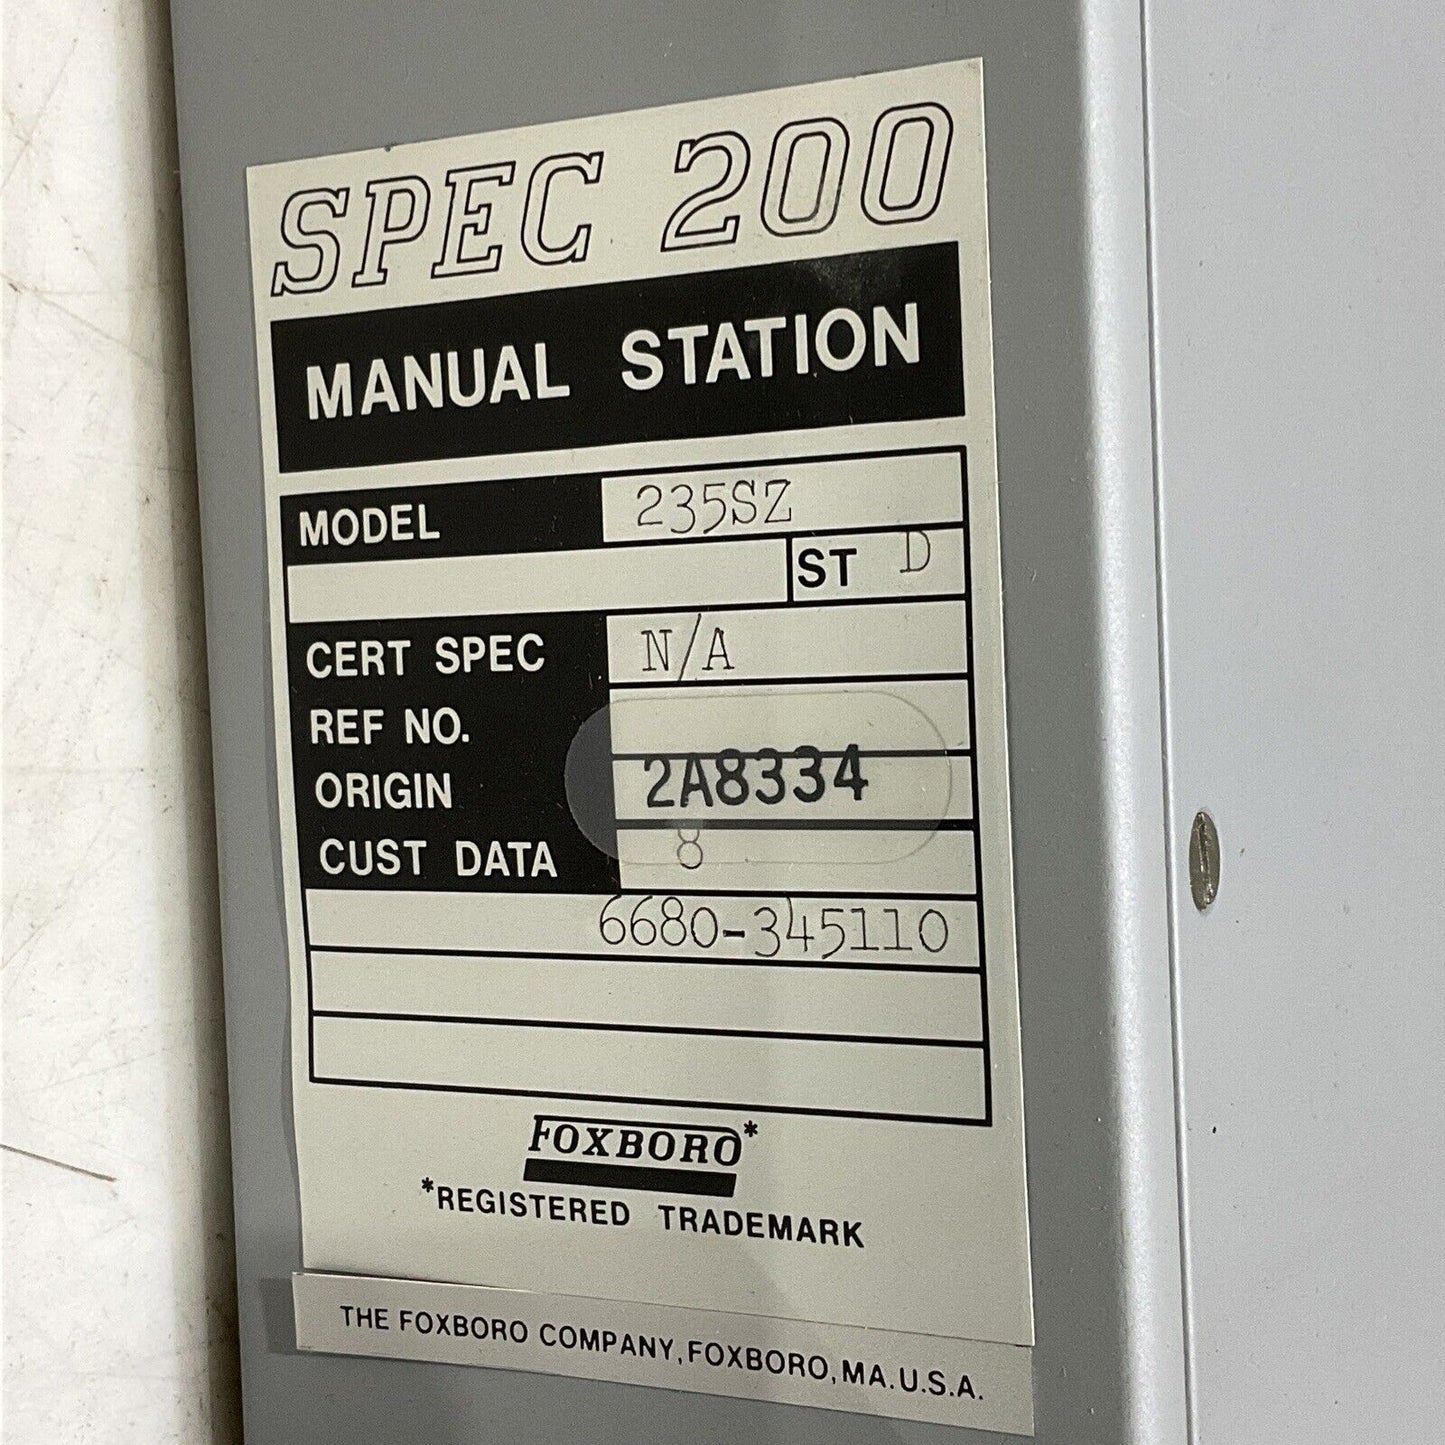 SPEC 200
MANUAL STATION
MODEL 235SZ
ST D
CERT SPEC N/A
REF NO.
ORIGIN 2A8334
CUST DATA 8
6680-345110
FOXBORO*
*REGISTERED TRADEMARK
THE FOXBORO COMPANY, FOXBORO, MA. U.S.A.